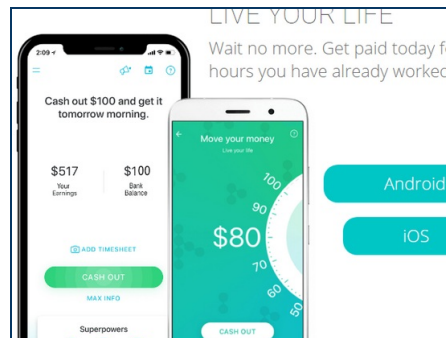 LIVE YOUR LIFE
Wait no more. Get paid today
hours you have already worked
2:09
Cash out $100 and get it
tomorrow morning.
$517
$100
Your
Earnings
Bank
Balance
ADD TIMESHEET
CASH OUT
MAX INFO
Superpowers
Move your money
Live your life
100
90
$80
70
60
50
CASH OUT
Android
iOS